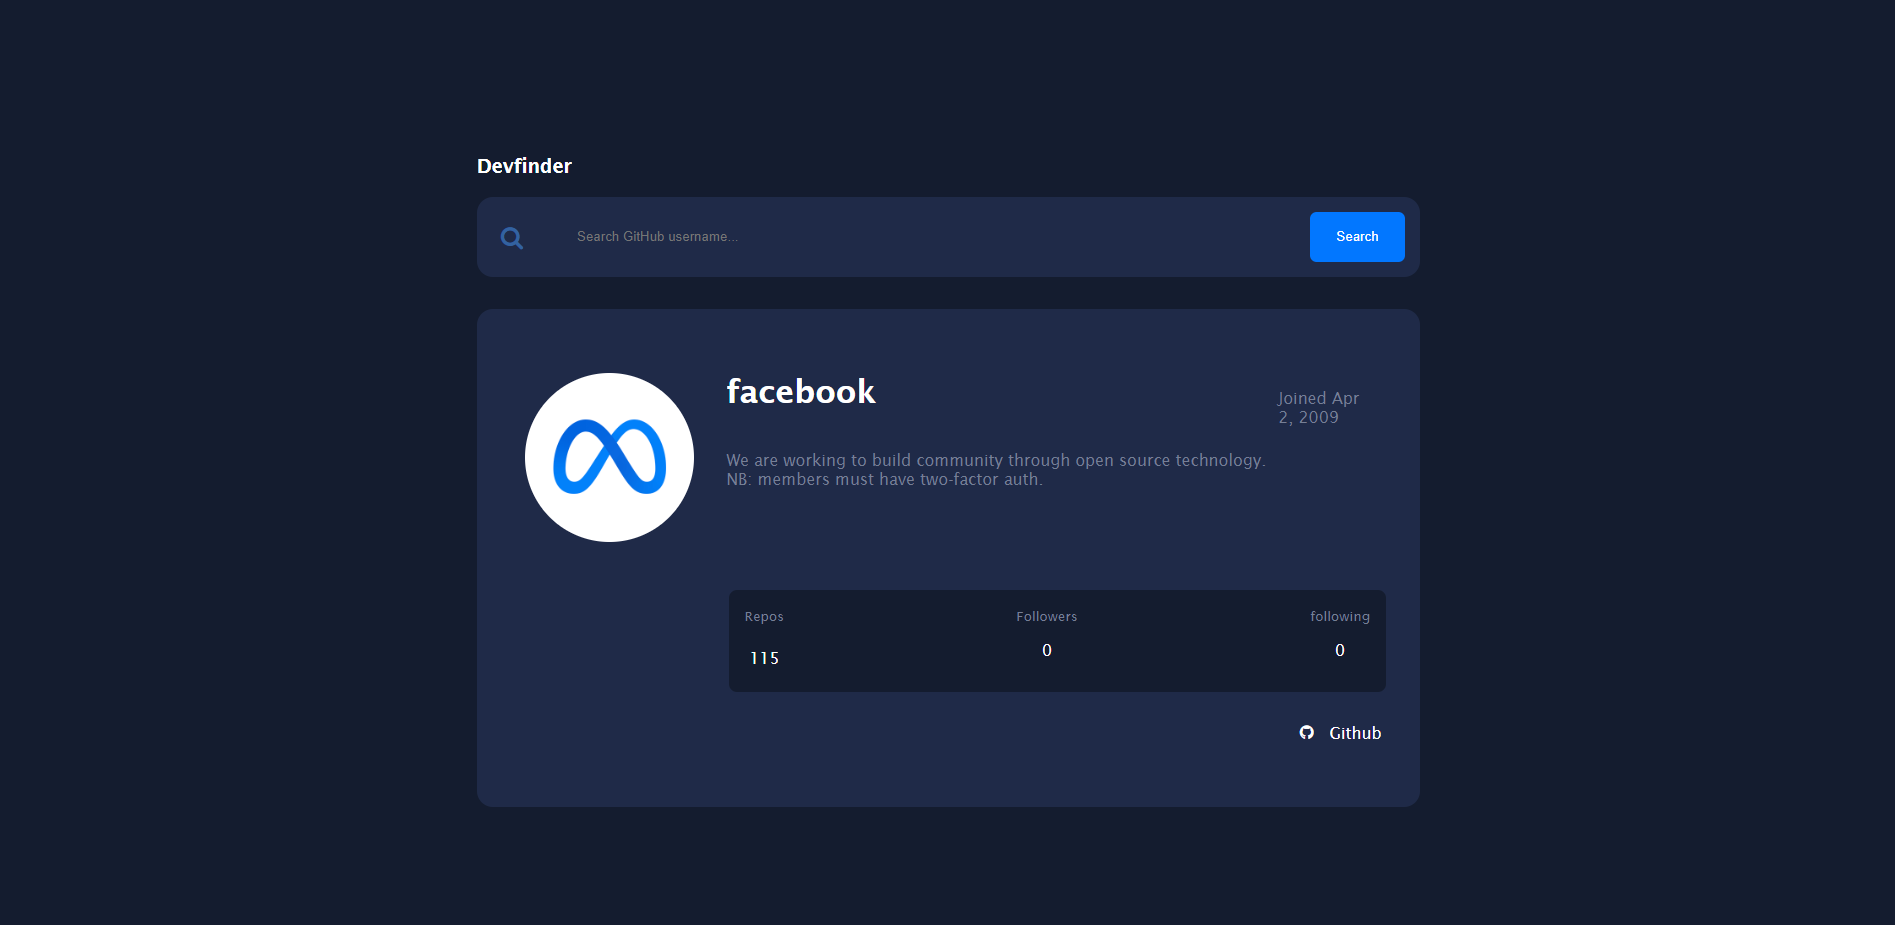 Devfinder
Search GitHub username...
Search
facebook
Joined Apr
2, 2009
We are working to build community through open source technology.
NB: members must have two-factor auth.
Repos
Followers
following
115
0
0
Github